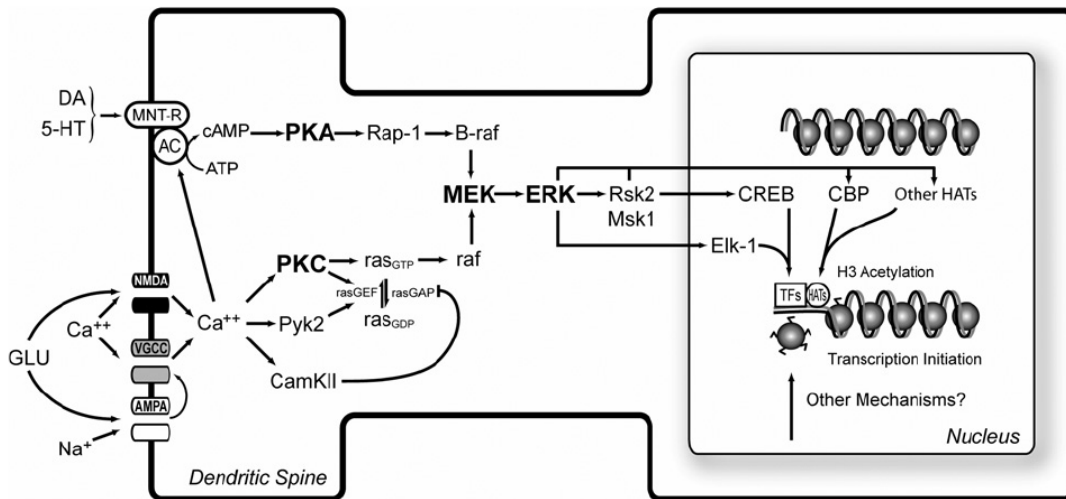 DA
5-HT
MNT-R
AC
cAMP
ATP
PKA
Rap-1
B-raf
MEK
ERK
Rsk2
Msk1
CREB
CBP
Other HATs
Elk-1
H3 Acetylation
TFs
HATs
Transcription Initiation
Other Mechanisms?
Nucleus
PKC
rasGTP
raf
rasGEF
rasGAP
rasGDP
Pyk2
CamKII
Ca++
NMDA
Ca++
VGCC
GLU
AMPA
Na+
Dendritic Spine